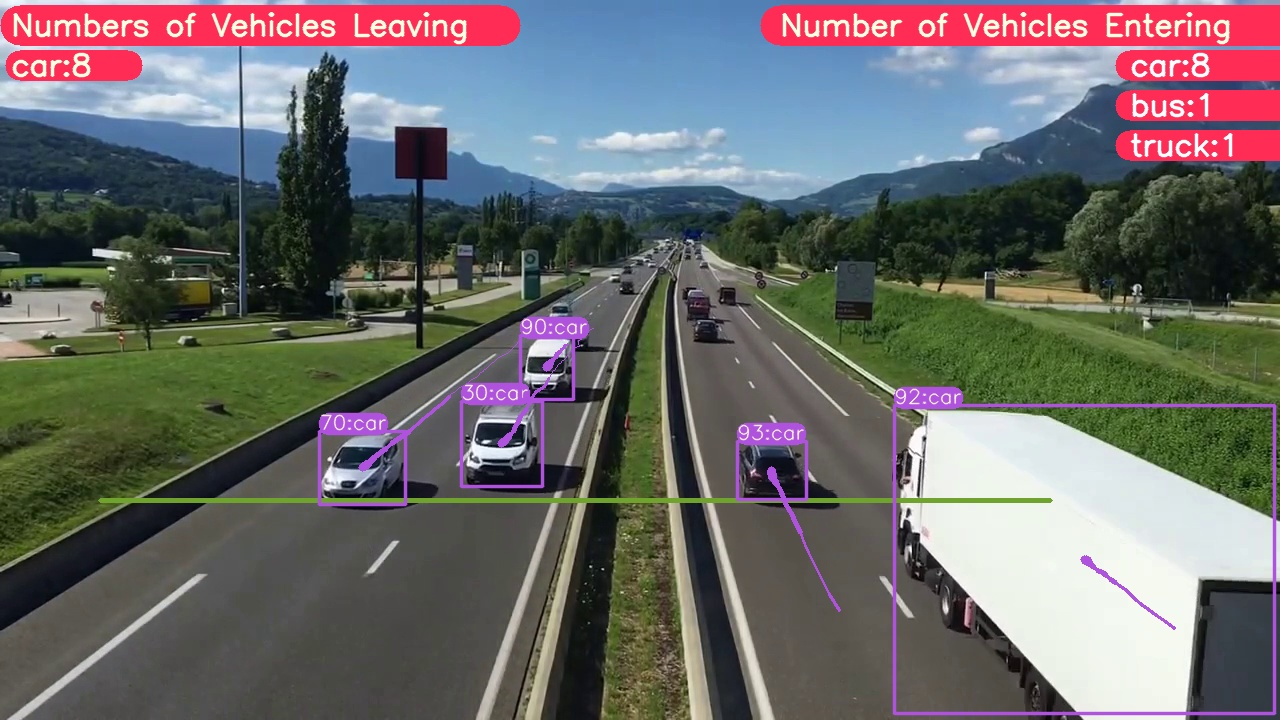 Numbers of Vehicles Leaving
car:8
Number of Vehicles Entering
car:8
bus:1
truck:1
90:car
30:car
92:car
70:car
93:car